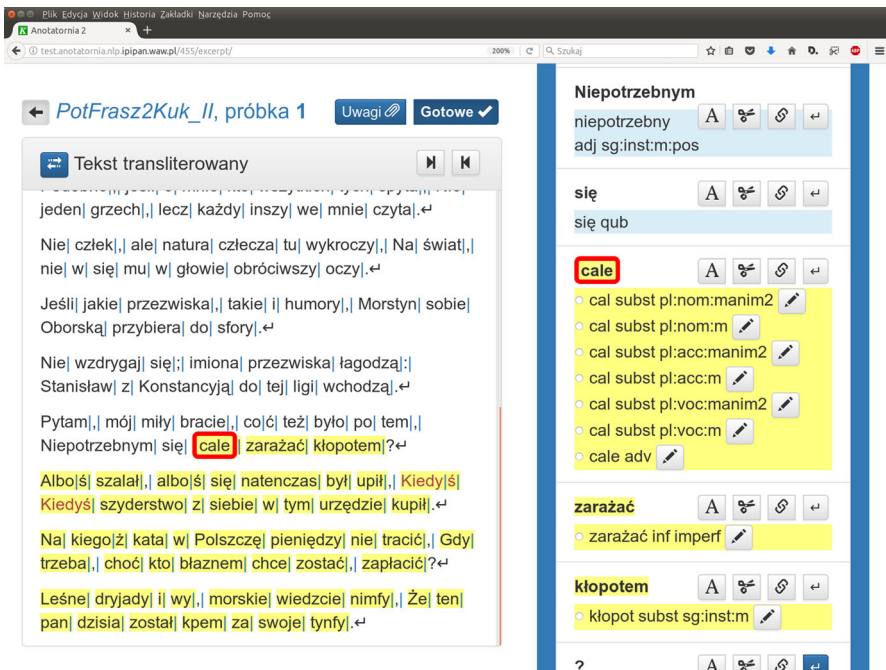 Plik Edycja Widok Historia Zakładki Narzędzia Pomoc
Anotatornia 2 × +
test.anotatornia.nlp.ipipan.waw.pl/455/excerpt/ 200% Szukaj
PotFrasz2Kuk_II, próbka 1 Uwagi Gotowe
Tekst transliterowany
jeden| grzech|,| lecz| każdy| inszy| we| mnie| czyta|.↵
Nie| człek|,| ale| natura| człecza| tu| wykroczy|,| Na| świat|,|
nie| w| się| mu| w| głowie| obróciwszy| oczy|.↵
Jeśli| jakie| przezwiska|,| takie| i| humory|,| Morstyn| sobie|
Oborską| przybiera| do| sfory|.↵
Nie| wzdrygaj| się|;| imiona| przezwiska| łagodzą|:|
Stanisław| z| Konstancyją| do| tej| ligi| wchodzą|.↵
Pytam|,| mój| miły| bracie|,| co|ć| też| było| po| tem|,|
Niepotrzebnym| się| cale| zarażać| kłopotem|?↵
Albo|ś| szalał|,| albo|ś| się| natenczas| był| upił|,| Kiedy|ś|
Kiedyś| szyderstwo| z| siebie| w| tym| urzędzie| kupił|.↵
Na| kiego|ż| kata| w| Polszczę| pieniędzy| nie| tracić|,| Gdy|
trzeba|,| choć| kto| błaznem| chce| zostać|,| zapłacić|?↵
Leśne| dryjady| i| wy|,| morskie| wiedzcie| nimfy|,| Że| ten|
pan| dzisia| został| kpem| za| swoje| tynfy|.↵
Niepotrzebnym
niepotrzebny A
adj sg:inst:m:pos
się A
się qub
cale A
cal subst pl:nom:manim2
cal subst pl:nom:m
cal subst pl:acc:manim2
cal subst pl:acc:m
cal subst pl:voc:manim2
cal subst pl:voc:m
cale adv
zarażać A
zarażać inf imperf
kłopotem A
kłopot subst sg:inst:m
? A